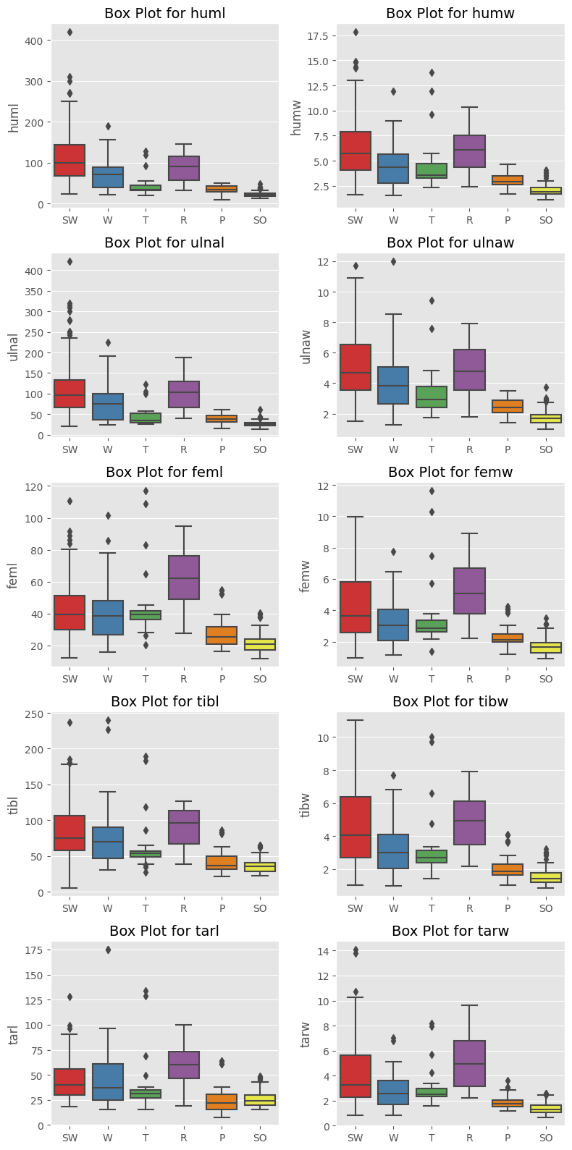 Box Plot for huml
Box Plot for humw
400
300
200
100
0
huml
SW W T R P SO
17.5
15.0
12.5
10.0
7.5
5.0
2.5
humw
SW W T R P SO
Box Plot for ulnal
Box Plot for ulnaw
400
350
300
250
200
150
100
50
0
ulnal
SW W T R P SO
12
10
8
6
4
2
ulnaw
SW W T R P SO
Box Plot for feml
Box Plot for femw
120
100
80
60
40
20
feml
SW W T R P SO
12
10
8
6
4
2
femw
SW W T R P SO
Box Plot for tibl
Box Plot for tibw
250
200
150
100
50
0
tibl
SW W T R P SO
10
8
6
4
2
tibw
SW W T R P SO
Box Plot for tarl
Box Plot for tarw
175
150
125
100
75
50
25
0
tarl
SW W T R P SO
14
12
10
8
6
4
2
0
tarw
SW W T R P SO